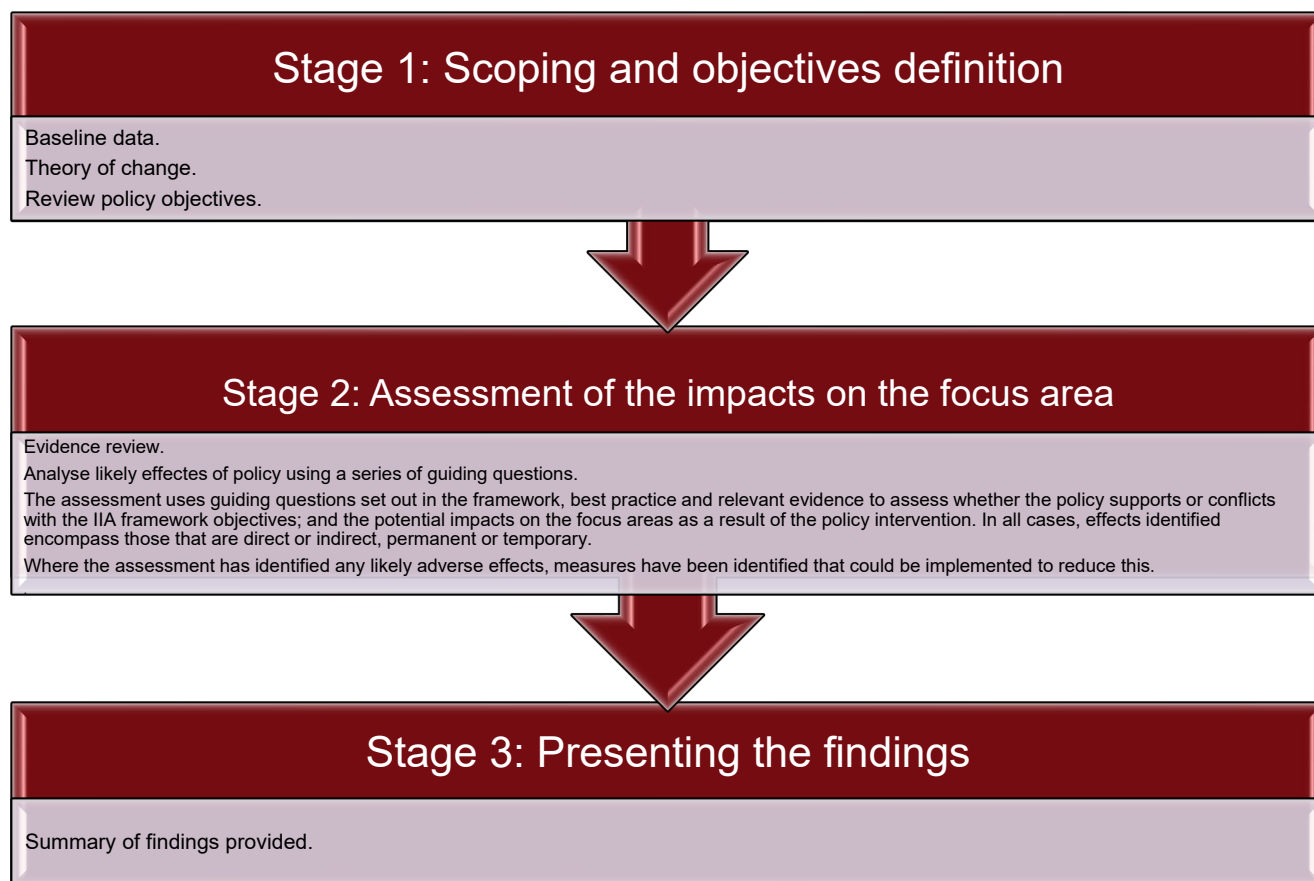 Stage 1: Scoping and objectives definition
Baseline data.
Theory of change.
Review policy objectives.
Stage 2: Assessment of the impacts on the focus area
Evidence review.
Analyse likely effectes of policy using a series of guiding questions.
The assessment uses guiding questions set out in the framework, best practice and relevant evidence to assess whether the policy supports or conflicts
with the IIA framework objectives; and the potential impacts on the focus areas as a result of the policy intervention. In all cases, effects identified
encompass those that are direct or indirect, permanent or temporary.
Where the assessment has identified any likely adverse effects, measures have been identified that could be implemented to reduce this.
.
Stage 3: Presenting the findings
Summary of findings provided.